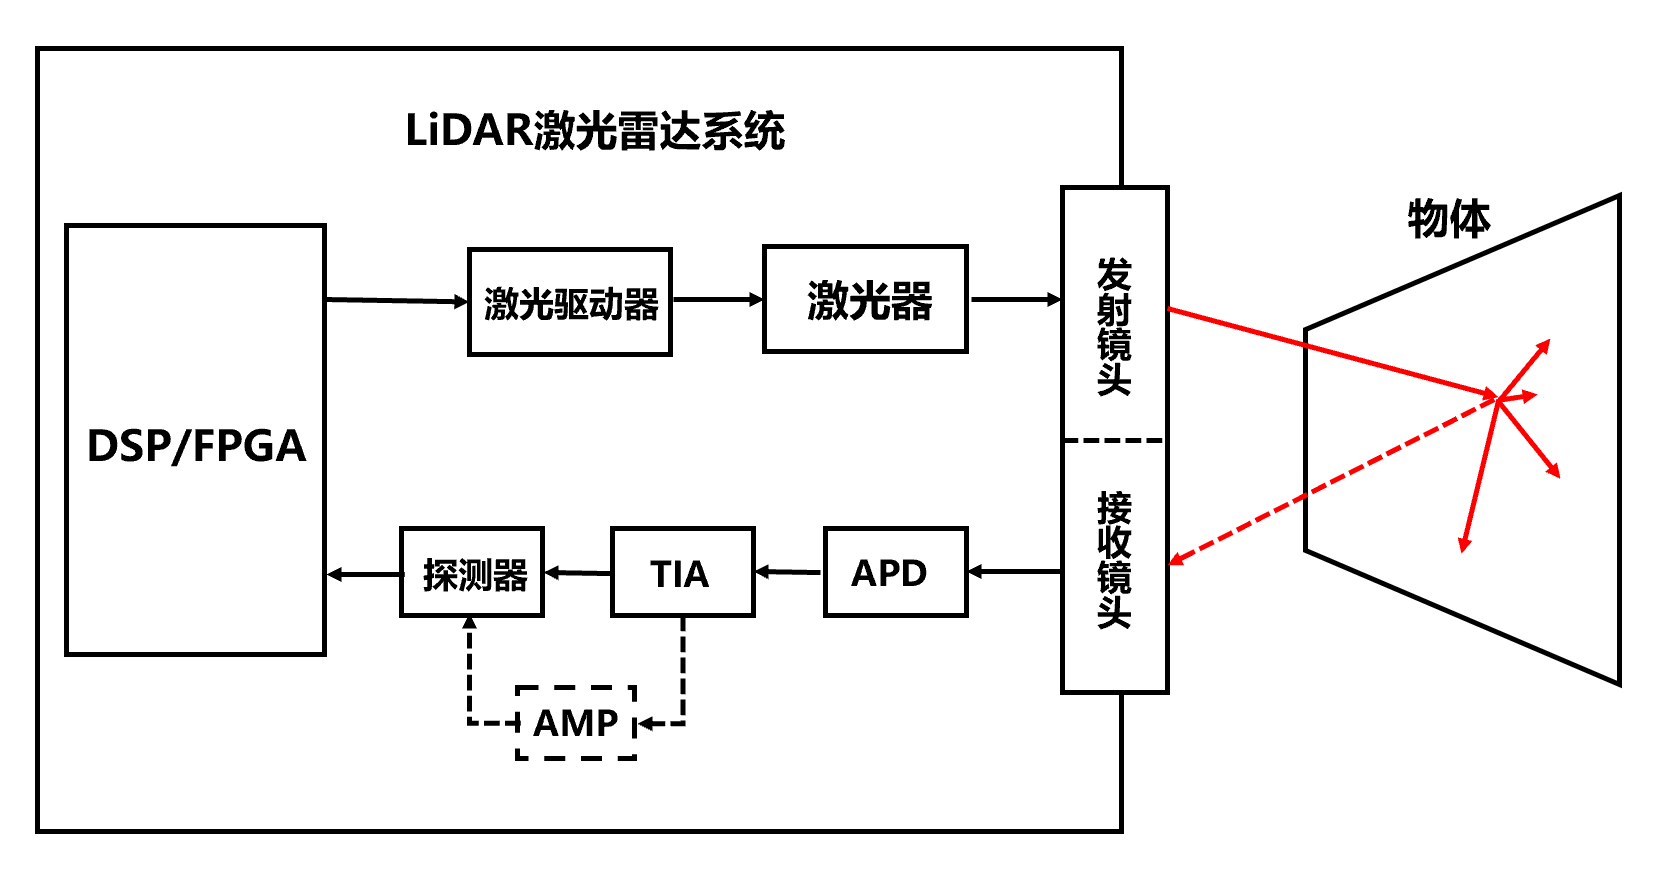 LiDAR激光雷达系统
物体
DSP/FPGA
激光驱动器
激光器
发射镜头
接收镜头
探测器
TIA
APD
AMP